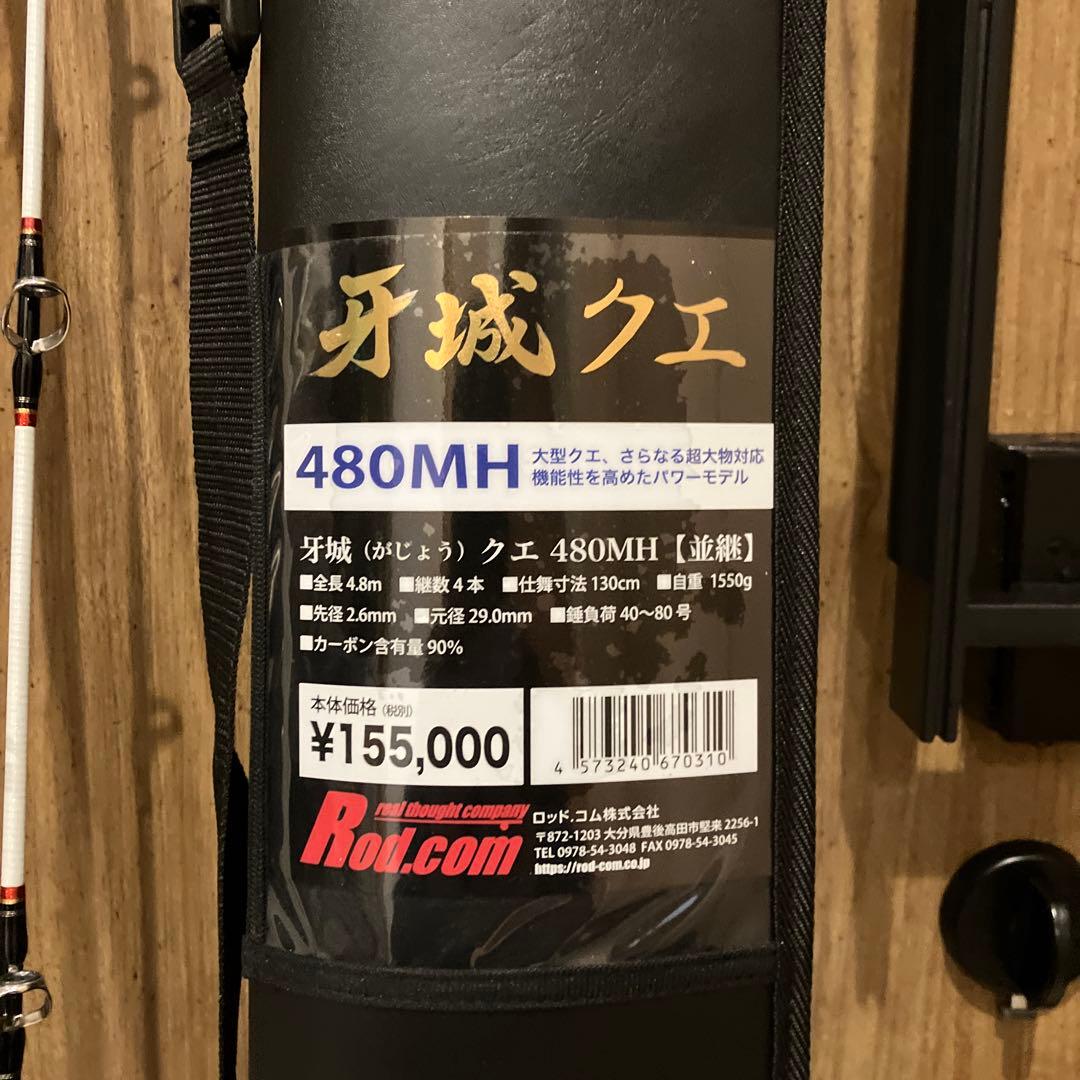 牙城 クエ
480MH
大型クエ、さらなる超大物対応
機能性を高めたパワーモデル
牙城（がじょう）クエ 480MH【並継】
■全長 4.8m ■継数 4 本 ■仕舞寸法 130cm ■自重 1550g
■先径 2.6mm ■元径 29.0mm ■錘負荷 40〜80 号
■カーボン含有量 90%
本体価格（税別）
¥155,000
4 573240 670310
real thought company
Rod.com
ロッド.コム株式会社
〒872-1203 大分県豊後高田市堅来 2256-1
TEL 0978-54-3048 FAX 0978-54-3045
https://rod-com.co.jp